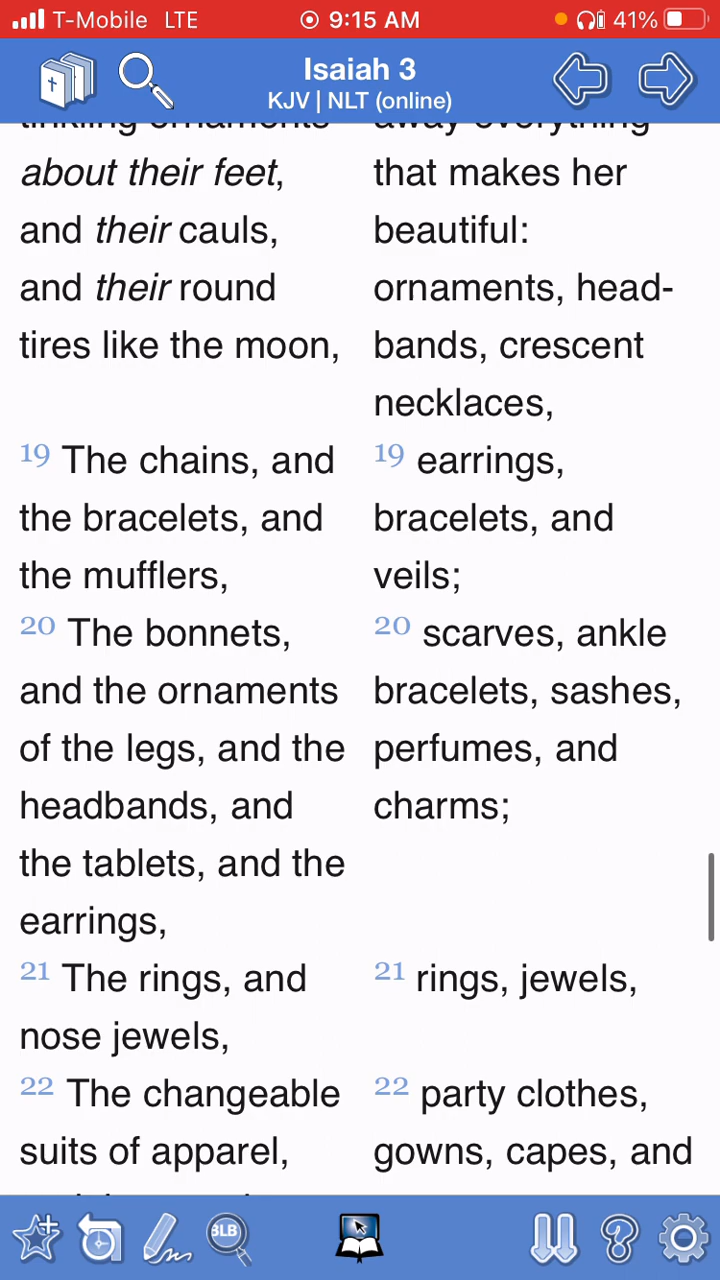 T-Mobile LTE 9:15 AM 41%
Isaiah 3
KJV | NLT (online)
tinkling ornaments
about their feet,
and their cauls,
and their round
tires like the moon,
19 The chains, and
the bracelets, and
the mufflers,
20 The bonnets,
and the ornaments
of the legs, and the
headbands, and
the tablets, and the
earrings,
21 The rings, and
nose jewels,
22 The changeable
suits of apparel,
away everything
that makes her
beautiful:
ornaments, head-
bands, crescent
necklaces,
19 earrings,
bracelets, and
veils;
20 scarves, ankle
bracelets, sashes,
perfumes, and
charms;
21 rings, jewels,
22 party clothes,
gowns, capes, and
BLB